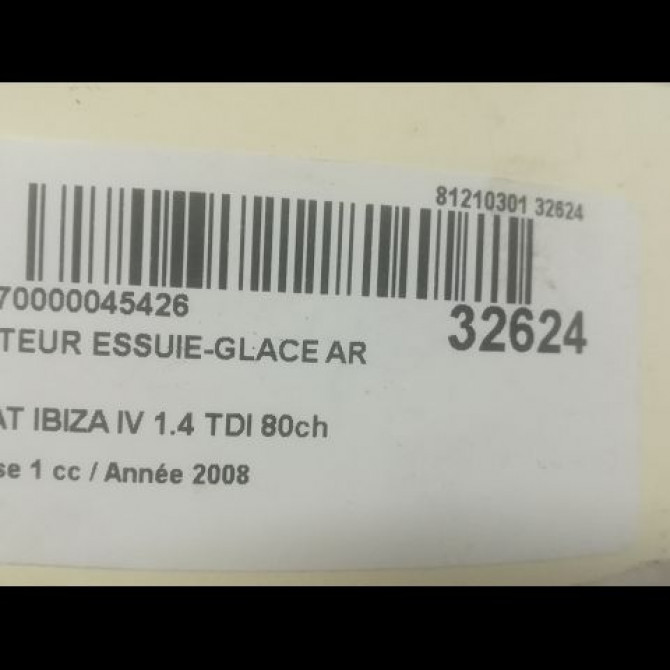 81210301 32624
70000045426
32624
TEUR ESSUIE-GLACE AR
AT IBIZA IV 1.4 TDI 80ch
se 1 cc / Année 2008